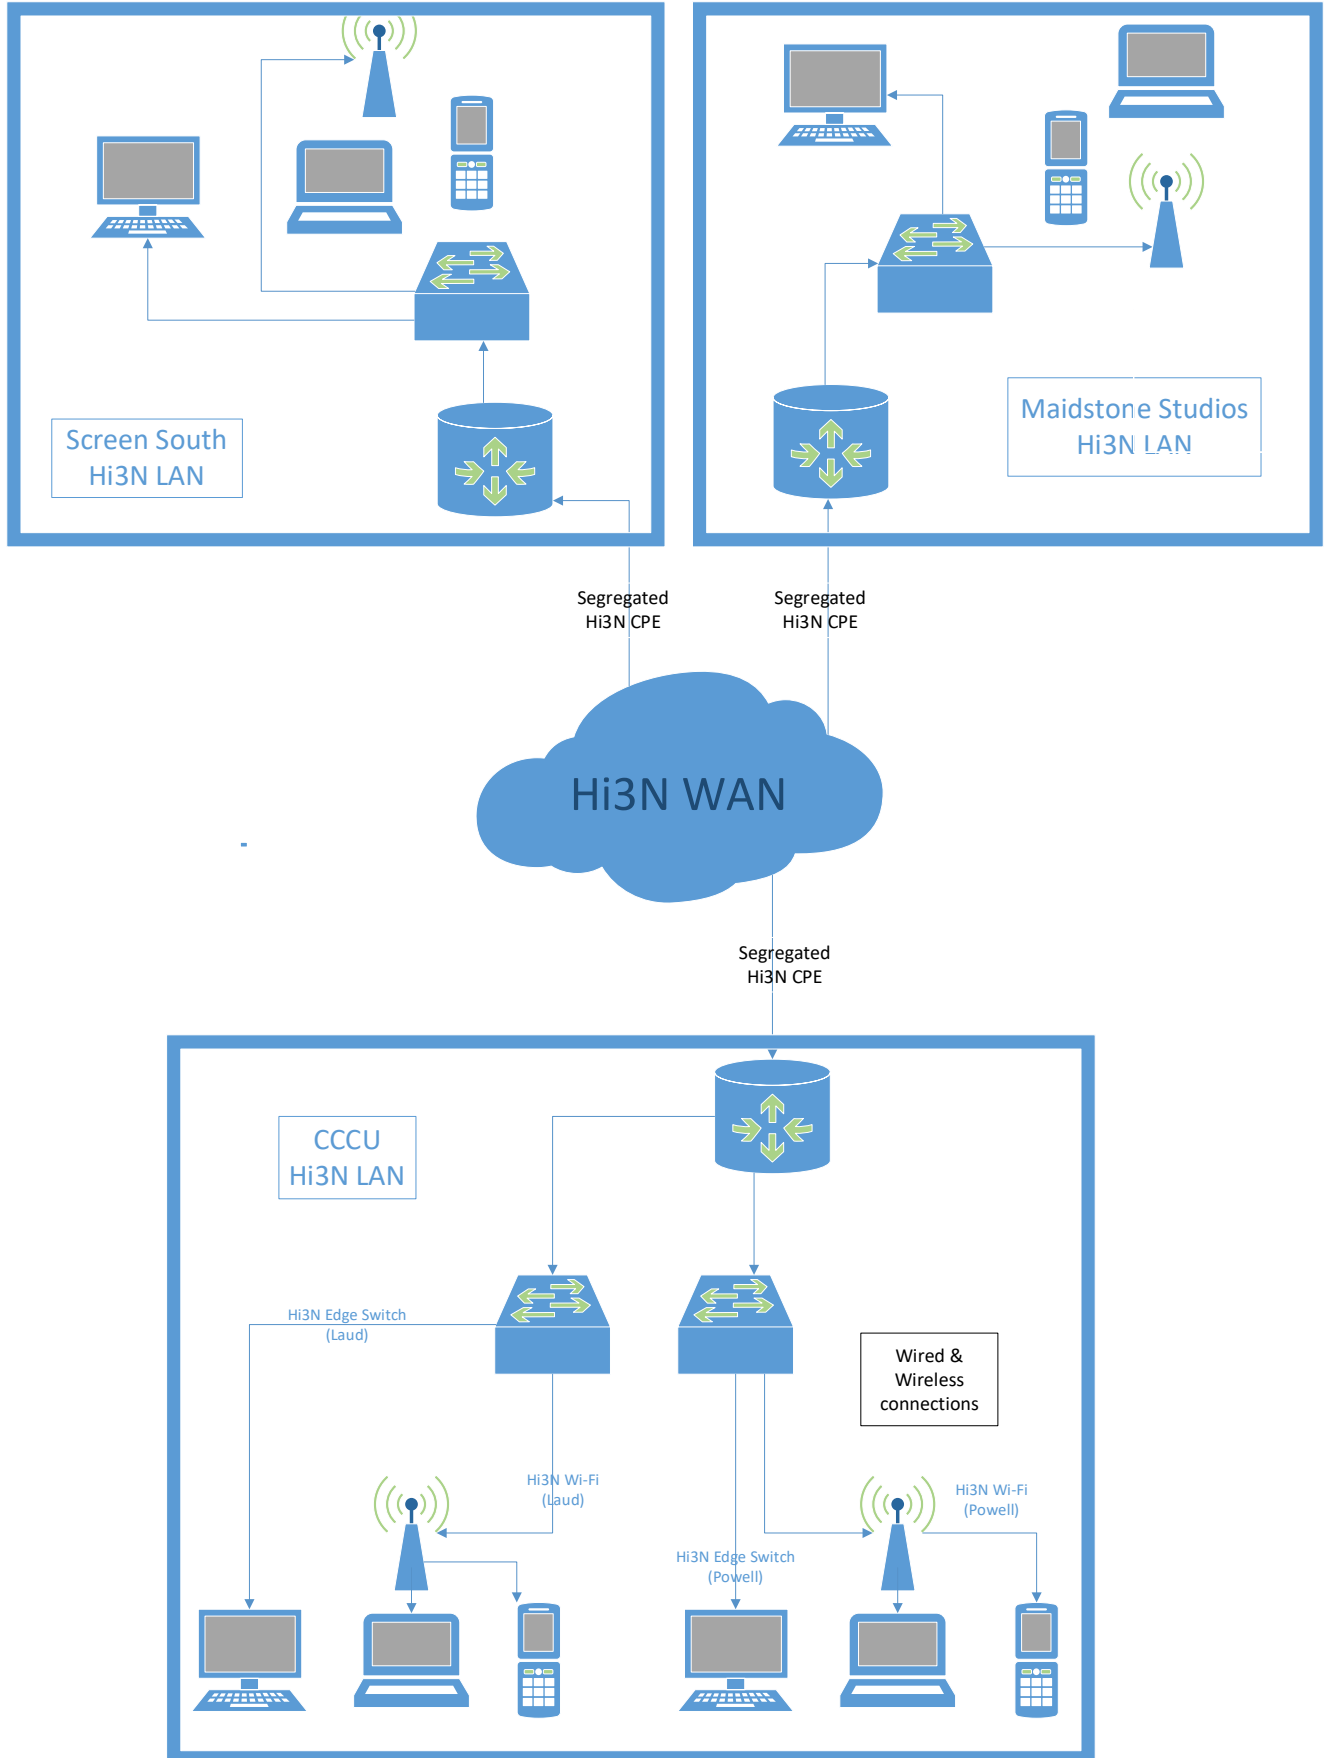 Screen South
Hi3N LAN
Maidstone Studios
Hi3N LAN
Segregated
Hi3N CPE
Segregated
Hi3N CPE
Hi3N WAN
Segregated
Hi3N CPE
CCCU
Hi3N LAN
Hi3N Edge Switch
(Laud)
Wired &
Wireless
connections
Hi3N Wi-Fi
(Laud)
Hi3N Wi-Fi
(Powell)
Hi3N Edge Switch
(Powell)